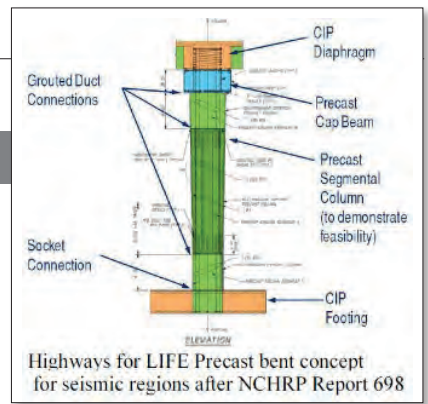 CIP
Diaphragm
Grouted Duct
Connections
Precast
Cap Beam
Precast
Segmental
Column
(to demonstrate
feasibility)
Socket
Connection
CIP
Footing
ELEVATION
Highways for LIFE Precast bent concept
for seismic regions after NCHRP Report 698